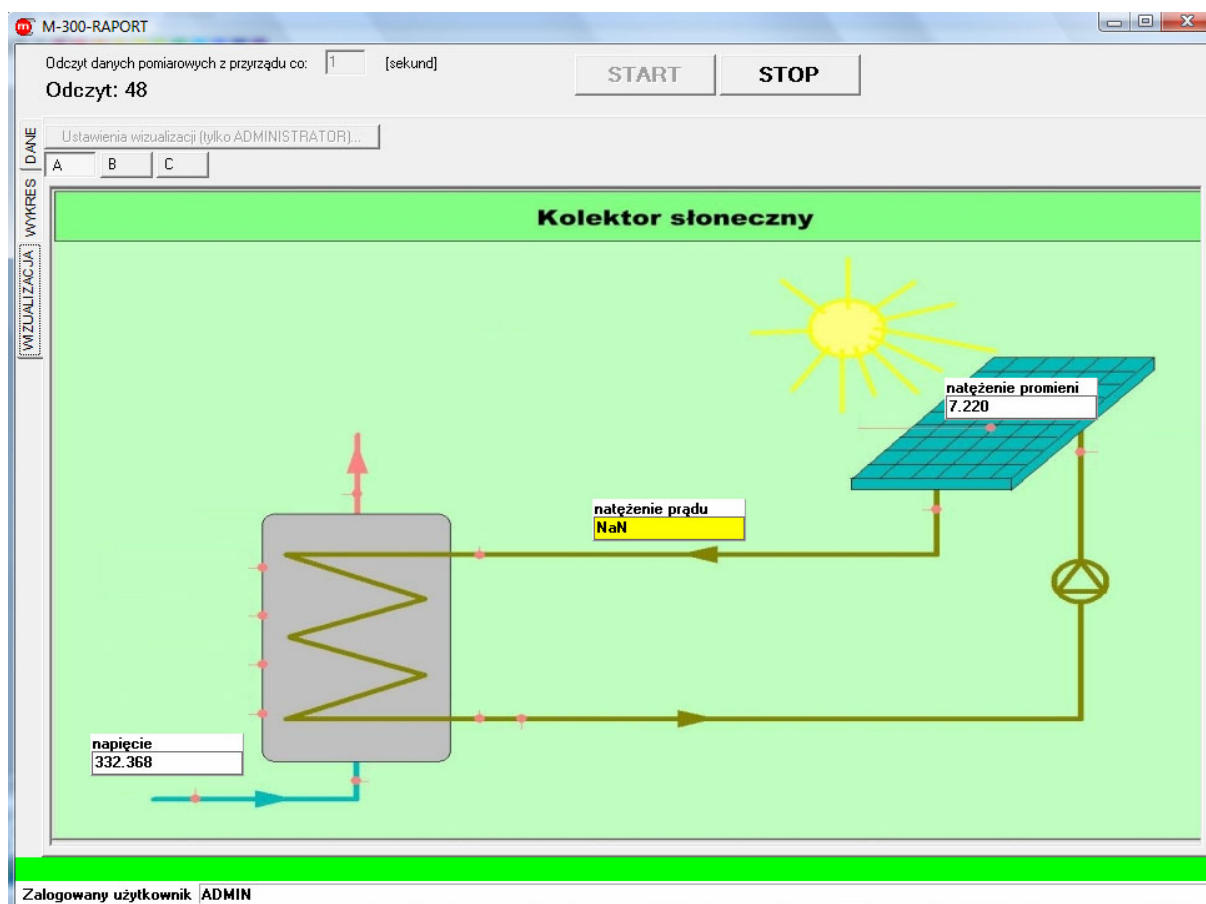 M-300-RAPORT
Odczyt danych pomiarowych z przyrządu co: 1 [sekund]
Odczyt: 48
START
STOP
DANE
WYKRES
WIZUALIZACJA
Ustawienia wizualizacji (tylko ADMINISTRATOR)...
A
B
C
Kolektor słoneczny
natężenie promieni
7.220
natężenie prądu
NaN
napięcie
332.368
Zalogowany użytkownik ADMIN